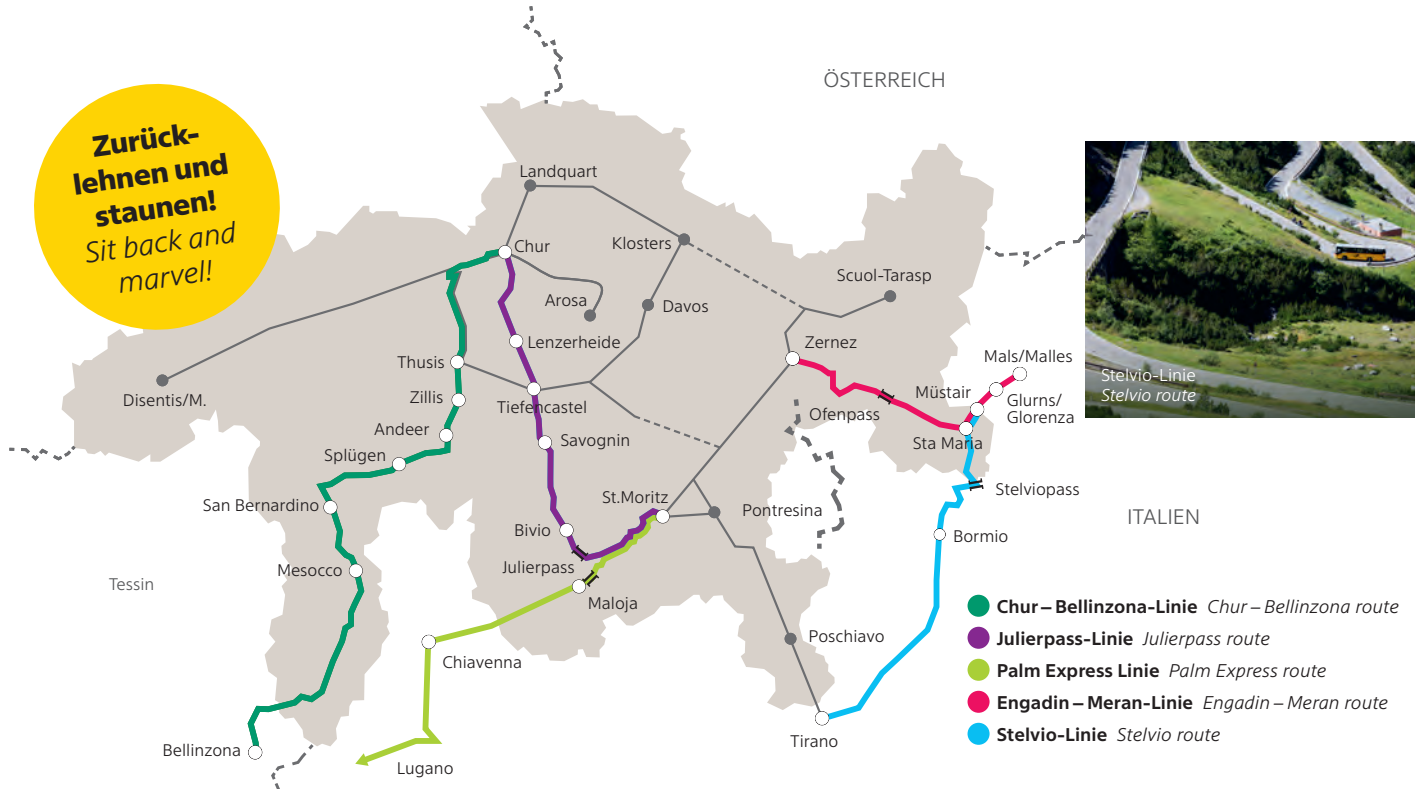 Zurück-
lehnen und
staunen!
Sit back and
marvel!
ÖSTERREICH
Landquart
Chur
Klosters
Arosa
Davos
Scuol-Tarasp
Lenzerheide
Zernez
Thusis
Disentis/M.
Zillis
Tiefencastel
Andeer
Savognin
Splügen
San Bernardino
St.Moritz
Pontresina
Bivio
Julierpass
Mesocco
Maloja
Tessin
Chiavenna
Poschiavo
Bellinzona
Lugano
Tirano
Ofenpass
Mals/Malles
Müstair
Glurns/
Glorenza
Sta Maria
Stelviopass
Bormio
ITALIEN
Stelvio-Linie
Stelvio route
Chur – Bellinzona-Linie Chur – Bellinzona route
Julierpass-Linie Julierpass route
Palm Express Linie Palm Express route
Engadin – Meran-Linie Engadin – Meran route
Stelvio-Linie Stelvio route